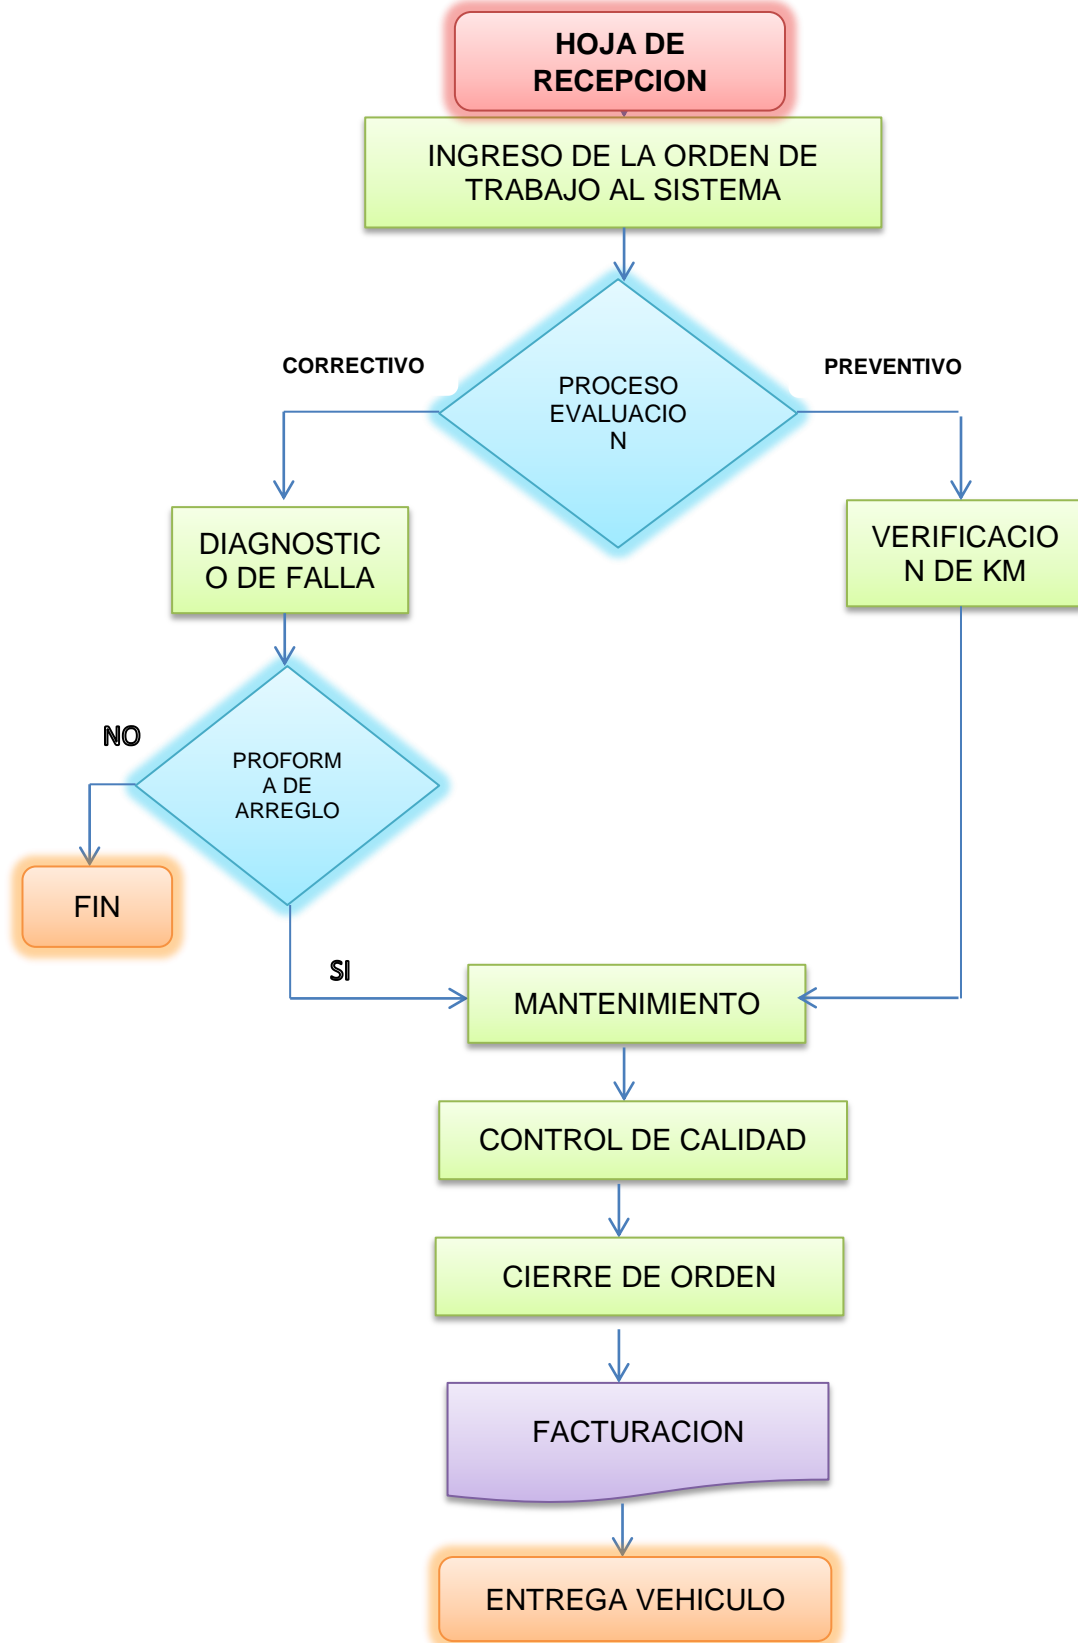 HOJA DE
RECEPCION
INGRESO DE LA ORDEN DE
TRABAJO AL SISTEMA
CORRECTIVO
PREVENTIVO
PROCESO
EVALUACIO
N
DIAGNOSTIC
O DE FALLA
VERIFICACIO
N DE KM
NO
PROFORM
A DE
ARREGLO
FIN
SI
MANTENIMIENTO
CONTROL DE CALIDAD
CIERRE DE ORDEN
FACTURACION
ENTREGA VEHICULO